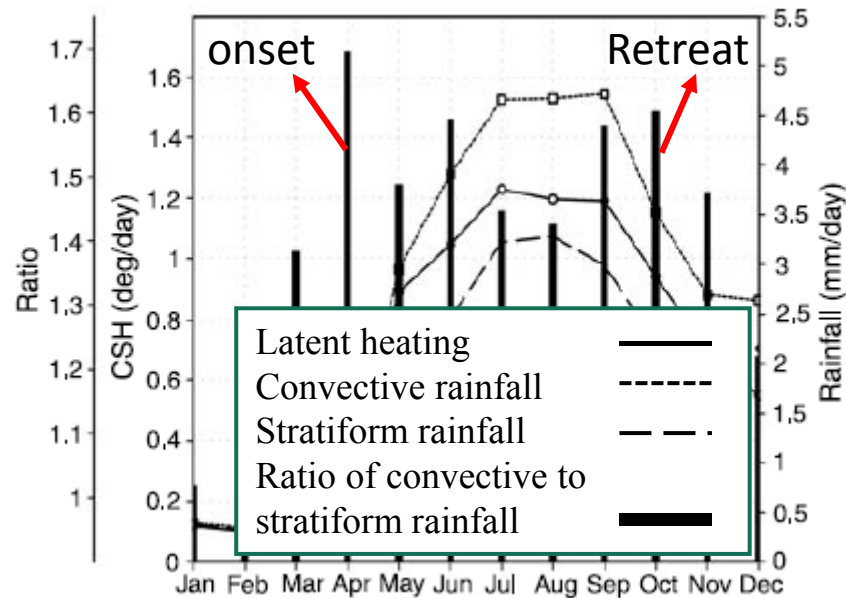 onset
Retreat
1.7
1.6
1.5
1.4
1.3
1.2
1.1
1
Ratio
1.6
1.4
1.2
1
0.8
0.6
0.4
0.2
0
CSH (deg/day)
5.5
5
4.5
4
3.5
3
2.5
2
1.5
1
0.5
0
Rainfall (mm/day)
Latent heating
Convective rainfall
Stratiform rainfall
Ratio of convective to
stratiform rainfall
Jan Feb Mar Apr May Jun Jul Aug Sep Oct Nov Dec